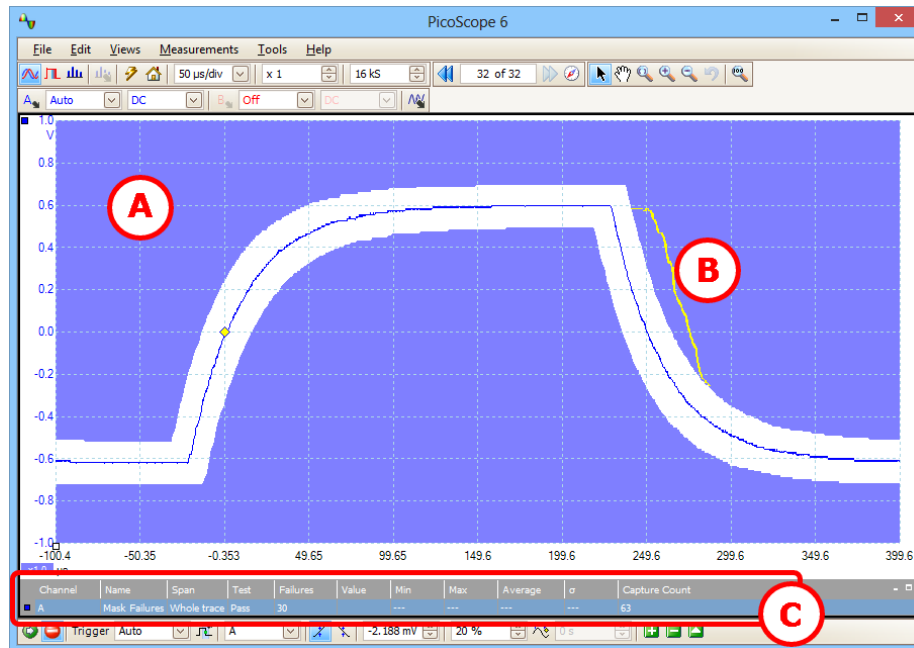 PicoScope 6
File Edit Views Measurements Tools Help
50 µs/div x 1 16 kS 32 of 32
A Auto DC B Off DC
1.0
V
0.8
0.6
0.4
0.2
0.0
-0.2
-0.4
-0.6
-0.8
-1.0
A
B
-100.4 -50.35 -0.353 49.65 99.65 149.6 199.6 249.6 299.6 349.6 399.6
x1.0 µs
Channel Name Span Test Failures Value Min Max Average σ Capture Count
A Mask Failures Whole trace Pass 30 --- --- --- --- 63
C
Trigger Auto A -2.188 mV 20 % 0 s